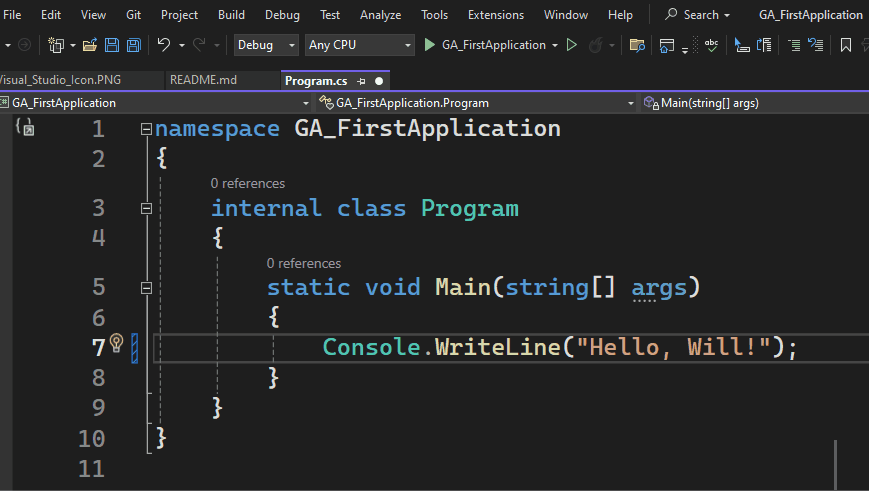 File Edit View Git Project Build Debug Test Analyze Tools Extensions Window Help Search GA_FirstApplication
Debug Any CPU GA_FirstApplication abc
Visual_Studio_Icon.PNG README.md Program.cs
GA_FirstApplication GA_FirstApplication.Program Main(string[] args)
1 namespace GA_FirstApplication
2 {
0 references
3 internal class Program
4 {
0 references
5 static void Main(string[] args)
6 {
7 Console.WriteLine("Hello, Will!");
8 }
9 }
10 }
11